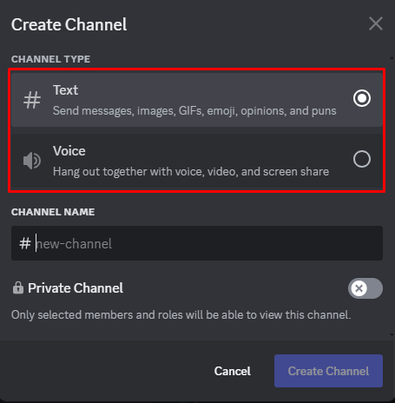 Create Channel
CHANNEL TYPE
# Text
Send messages, images, GIFs, emoji, opinions, and puns
Voice
Hang out together with voice, video, and screen share
CHANNEL NAME
# new-channel
Private Channel
Only selected members and roles will be able to view this channel.
Cancel Create Channel